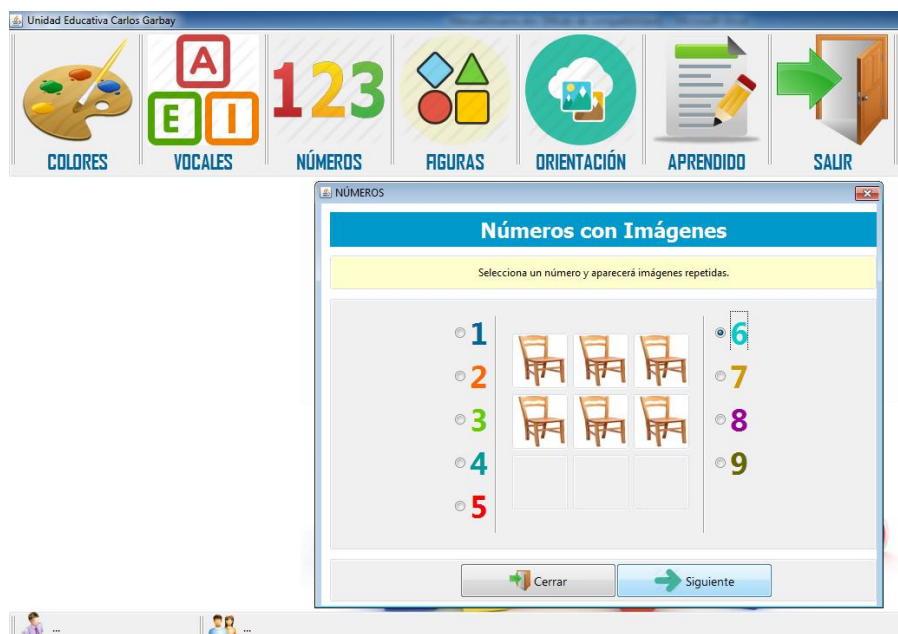 Unidad Educativa Carlos Garbay
A
E I
123
COLORES VOCALES NÚMEROS FIGURAS ORIENTACIÓN APRENDIDO SALIR
NÚMEROS
Números con Imágenes
Selecciona un número y aparecerá imágenes repetidas.
1 6
2 7
3 8
4 9
5
Cerrar Siguiente
... ...